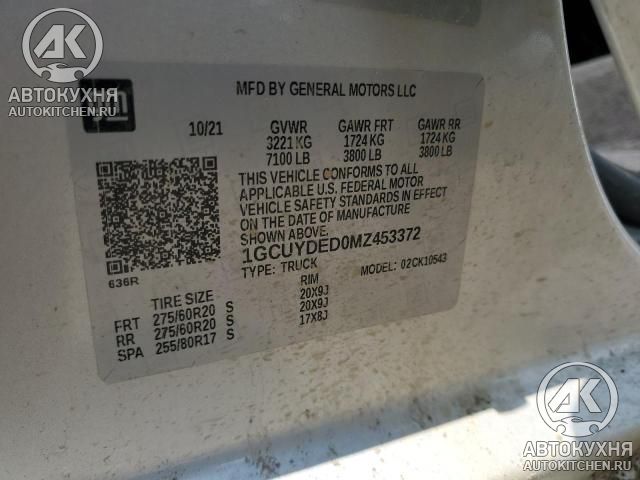 AK
АВТОКУХНЯ
AUTOKITCHEN.RU
gm
MFD BY GENERAL MOTORS LLC
10/21 GVWR GAWR FRT GAWR RR
3221 KG 1724 KG 1724 KG
7100 LB 3800 LB 3800 LB
THIS VEHICLE CONFORMS TO ALL
APPLICABLE U.S. FEDERAL MOTOR
VEHICLE SAFETY STANDARDS IN EFFECT
ON THE DATE OF MANUFACTURE
SHOWN ABOVE.
1GCUYDED0MZ453372
TYPE: TRUCK MODEL: 02CK10543
636R
TIRE SIZE RIM
FRT 275/60R20 S 20X9J
RR 275/60R20 S 20X9J
SPA 255/80R17 S 17X8J
AK
АВТОКУХНЯ
AUTOKITCHEN.RU